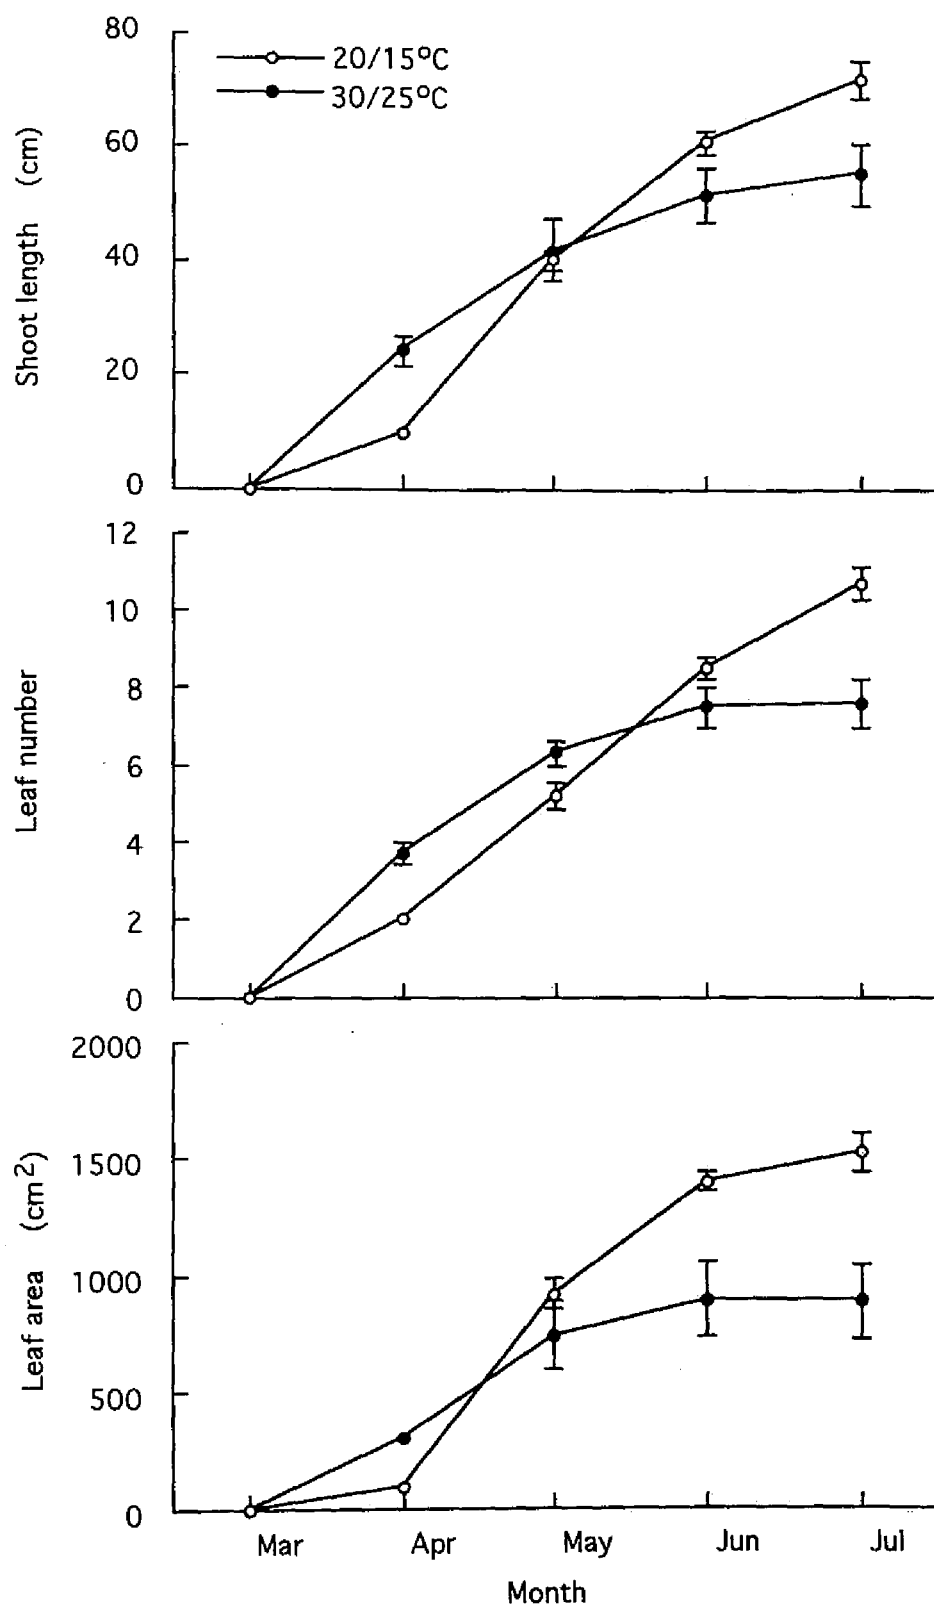 80
20/15°C
30/25°C
60
40
20
0
Shoot length (cm)
12
10
8
6
4
2
0
Leaf number
2000
1500
1000
500
0
Leaf area (cm²)
Mar Apr May Jun Jul
Month